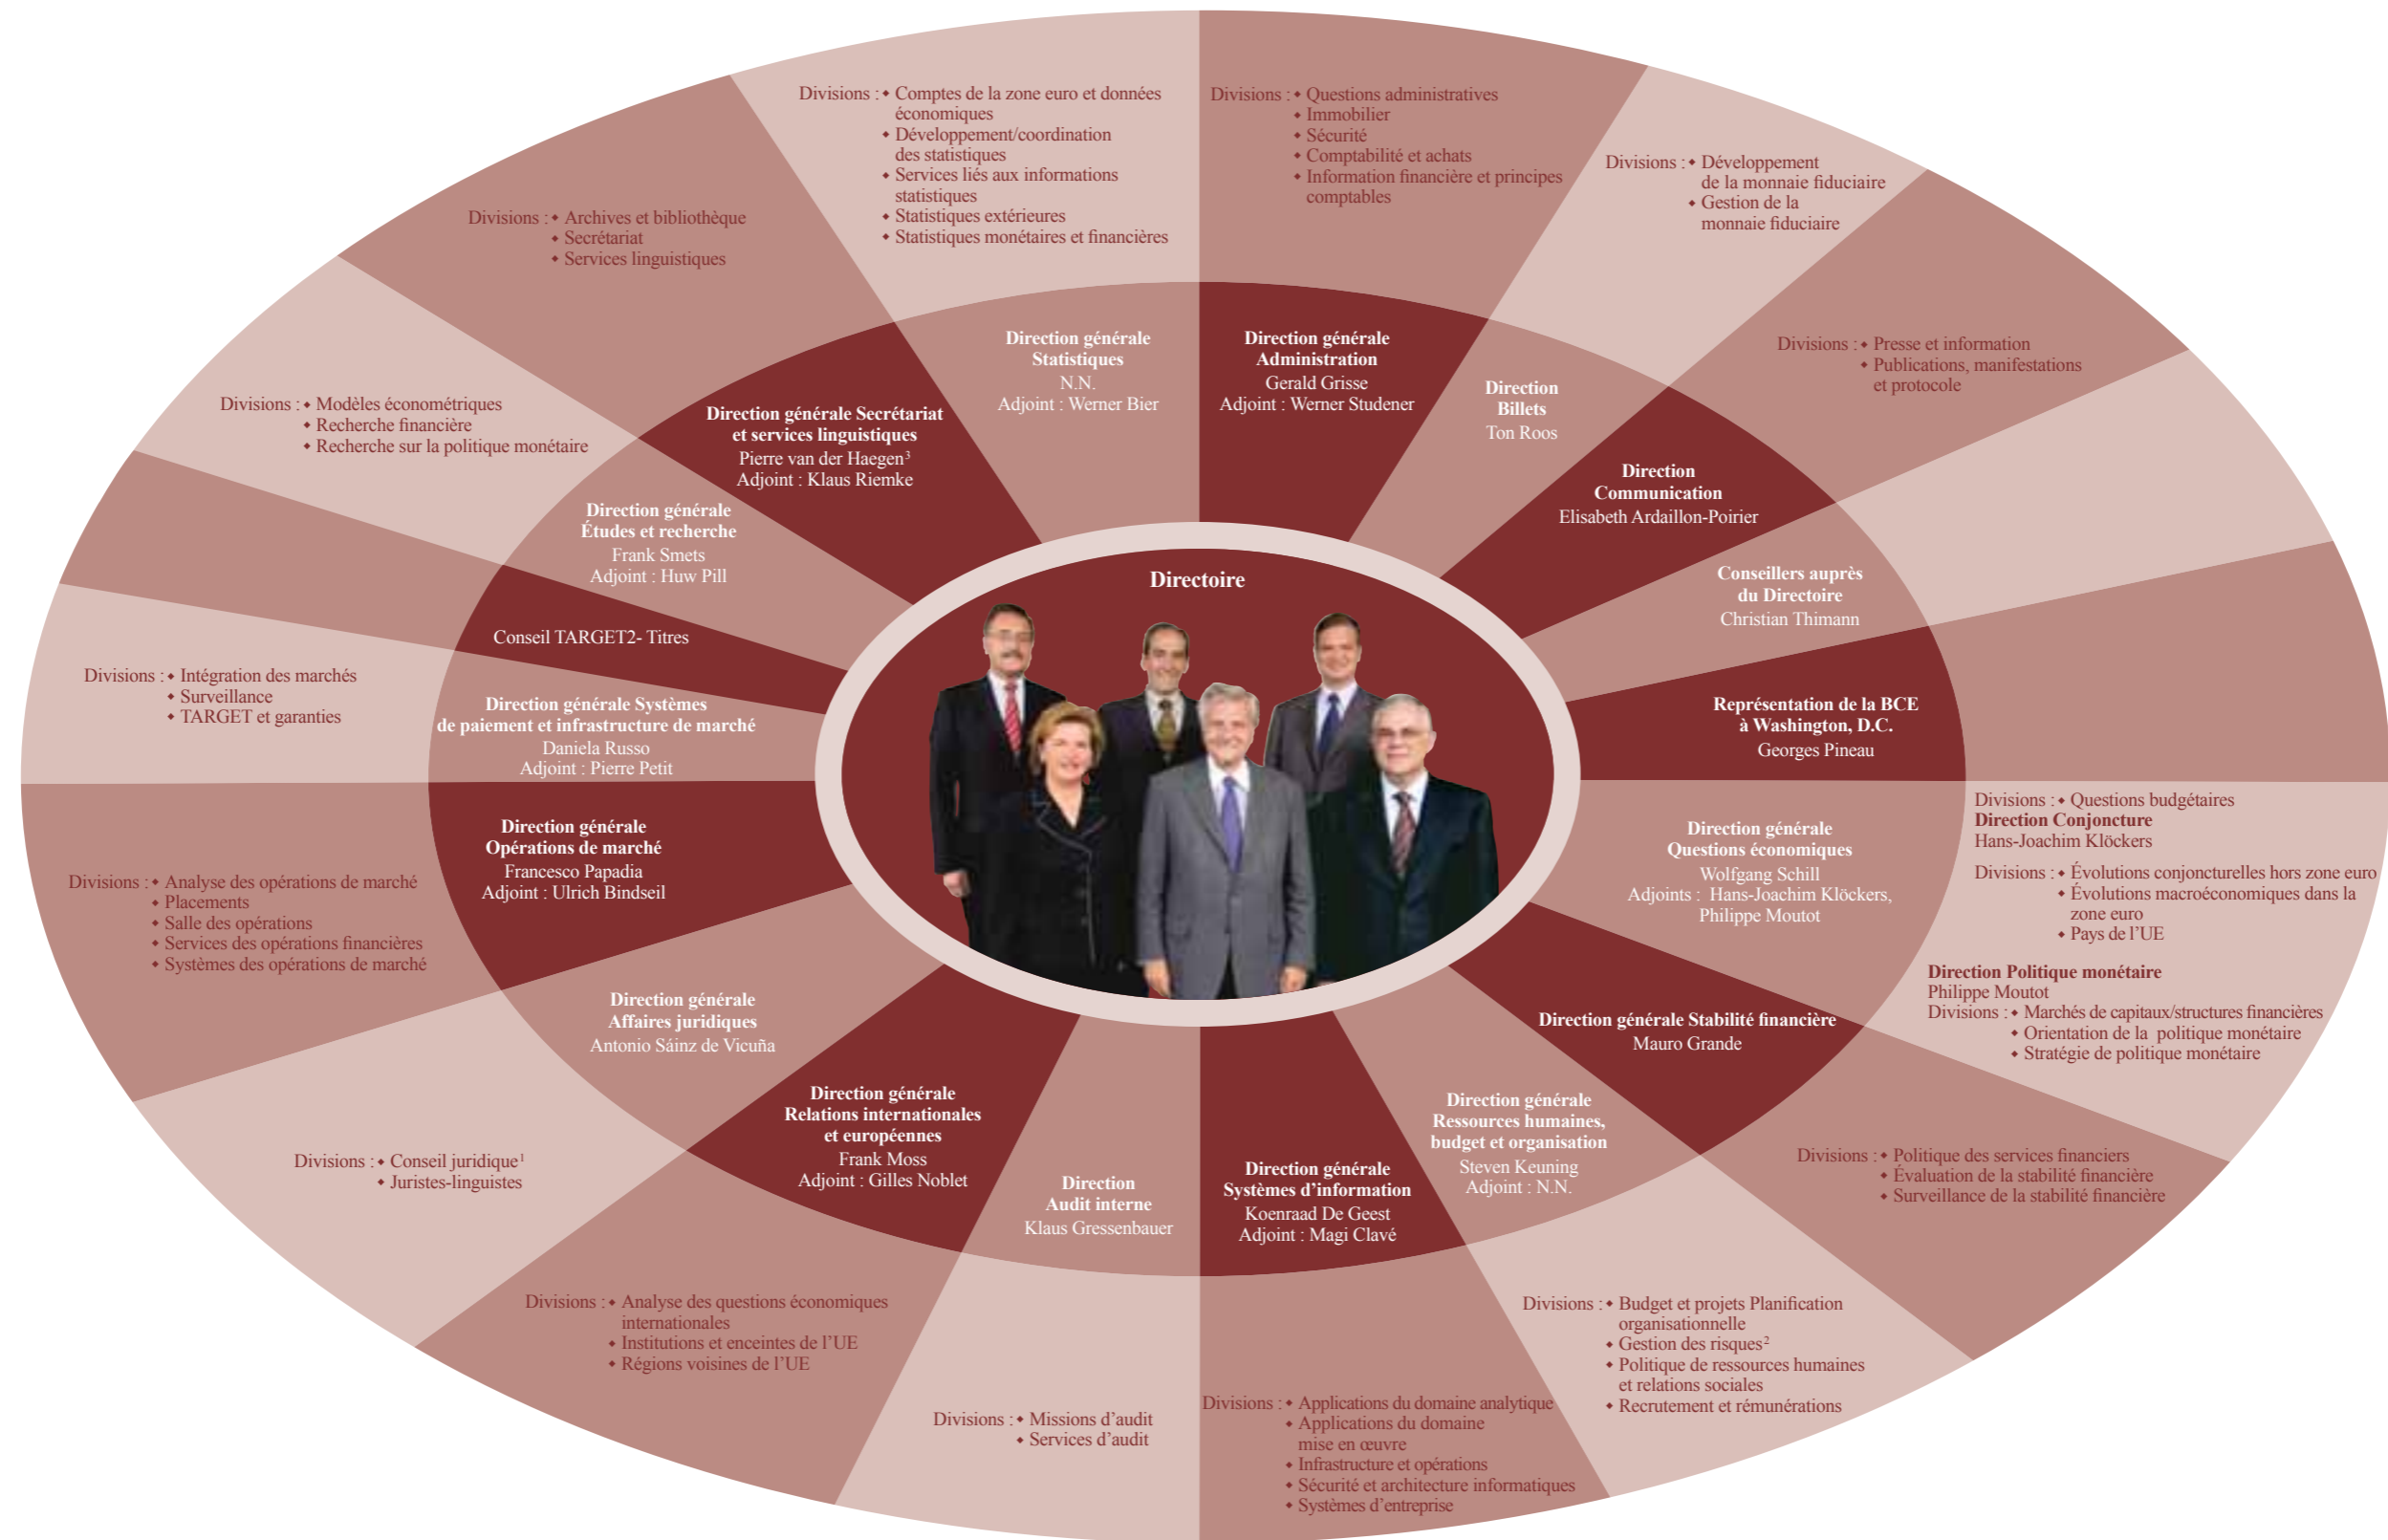 Divisions : ◆ Comptes de la zone euro et données
économiques
◆ Développement/coordination
des statistiques
◆ Services liés aux informations
statistiques
◆ Statistiques extérieures
◆ Statistiques monétaires et financières
Divisions : ◆ Questions administratives
◆ Immobilier
◆ Sécurité
◆ Comptabilité et achats
◆ Information financière et principes
comptables
Divisions : ◆ Développement
de la monnaie fiduciaire
◆ Gestion de la
monnaie fiduciaire
Divisions : ◆ Archives et bibliothèque
◆ Secrétariat
◆ Services linguistiques
Divisions : ◆ Presse et information
◆ Publications, manifestations
et protocole
Divisions : ◆ Modèles économétriques
◆ Recherche financière
◆ Recherche sur la politique monétaire
Direction générale Secrétariat
et services linguistiques
Pierre van der Haegen³
Adjoint : Klaus Riemke
Direction générale
Statistiques
N.N.
Adjoint : Werner Bier
Direction générale
Administration
Gerald Grisse
Adjoint : Werner Studener
Direction
Billets
Ton Roos
Direction
Communication
Elisabeth Ardaillon-Poirier
Direction générale
Études et recherche
Frank Smets
Adjoint : Huw Pill
Directoire
Conseillers auprès
du Directoire
Christian Thimann
Conseil TARGET2- Titres
Divisions : ◆ Intégration des marchés
◆ Surveillance
◆ TARGET et garanties
Direction générale Systèmes
de paiement et infrastructure de marché
Daniela Russo
Adjoint : Pierre Petit
Représentation de la BCE
à Washington, D.C.
Georges Pineau
Direction générale
Opérations de marché
Francesco Papadia
Adjoint : Ulrich Bindseil
Divisions : ◆ Analyse des opérations de marché
◆ Placements
◆ Salle des opérations
◆ Services des opérations financières
◆ Systèmes des opérations de marché
Direction générale
Questions économiques
Wolfgang Schill
Adjoints : Hans-Joachim Klöckers,
Philippe Moutot
Divisions : ◆ Questions budgétaires
Direction Conjoncture
Hans-Joachim Klöckers
Divisions : ◆ Évolutions conjoncturelles hors zone euro
◆ Évolutions macroéconomiques dans la
zone euro
◆ Pays de l’UE
Direction Politique monétaire
Philippe Moutot
Divisions : ◆ Marchés de capitaux/structures financières
◆ Orientation de la politique monétaire
◆ Stratégie de politique monétaire
Direction générale
Affaires juridiques
Antonio Sáinz de Vicuña
Direction générale Stabilité financière
Mauro Grande
Direction générale
Relations internationales
et européennes
Frank Moss
Adjoint : Gilles Noblet
Direction
Audit interne
Klaus Gressenbauer
Direction générale
Systèmes d’information
Koenraad De Geest
Adjoint : Magi Clavé
Direction générale
Ressources humaines,
budget et organisation
Steven Keuning
Adjoint : N.N.
Divisions : ◆ Conseil juridique¹
◆ Juristes-linguistes
Divisions : ◆ Politique des services financiers
◆ Évaluation de la stabilité financière
◆ Surveillance de la stabilité financière
Divisions : ◆ Analyse des questions économiques
internationales
◆ Institutions et enceintes de l’UE
◆ Régions voisines de l’UE
Divisions : ◆ Missions d’audit
◆ Services d’audit
Divisions : ◆ Applications du domaine analytique
◆ Applications du domaine
mise en œuvre
◆ Infrastructure et opérations
◆ Sécurité et architecture informatiques
◆ Systèmes d’entreprise
Divisions : ◆ Budget et projets Planification
organisationnelle
◆ Gestion des risques²
◆ Politique de ressources humaines
et relations sociales
◆ Recrutement et rémunérations